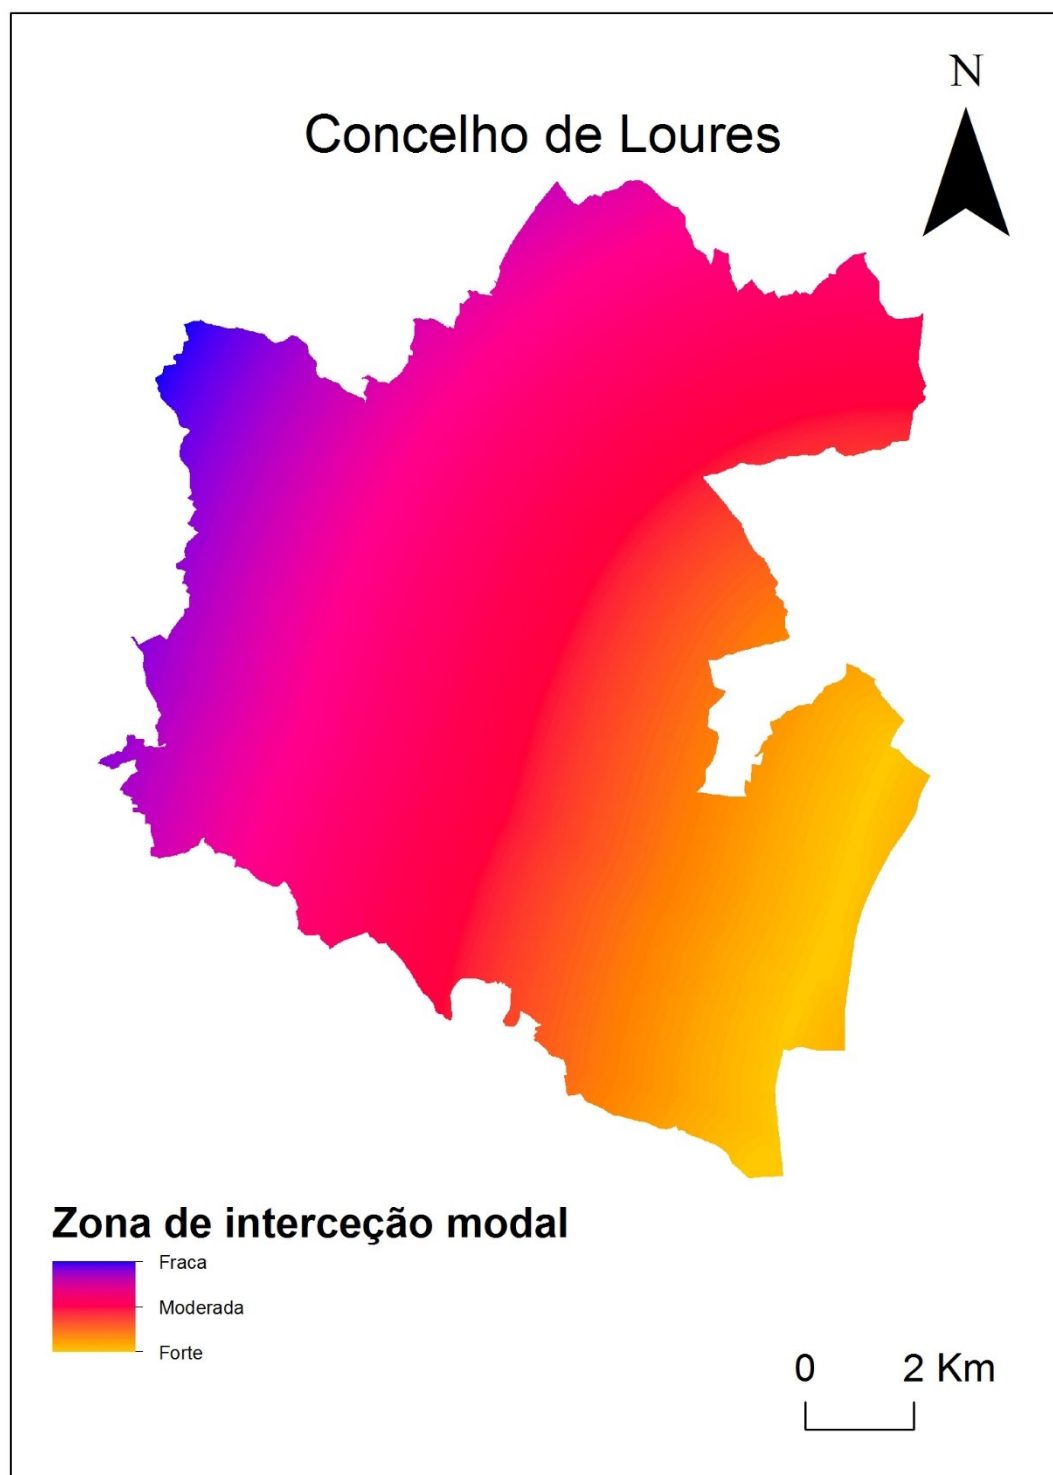 N
Concelho de Loures
Zona de interceção modal
Fraca
Moderada
Forte
0 2 Km